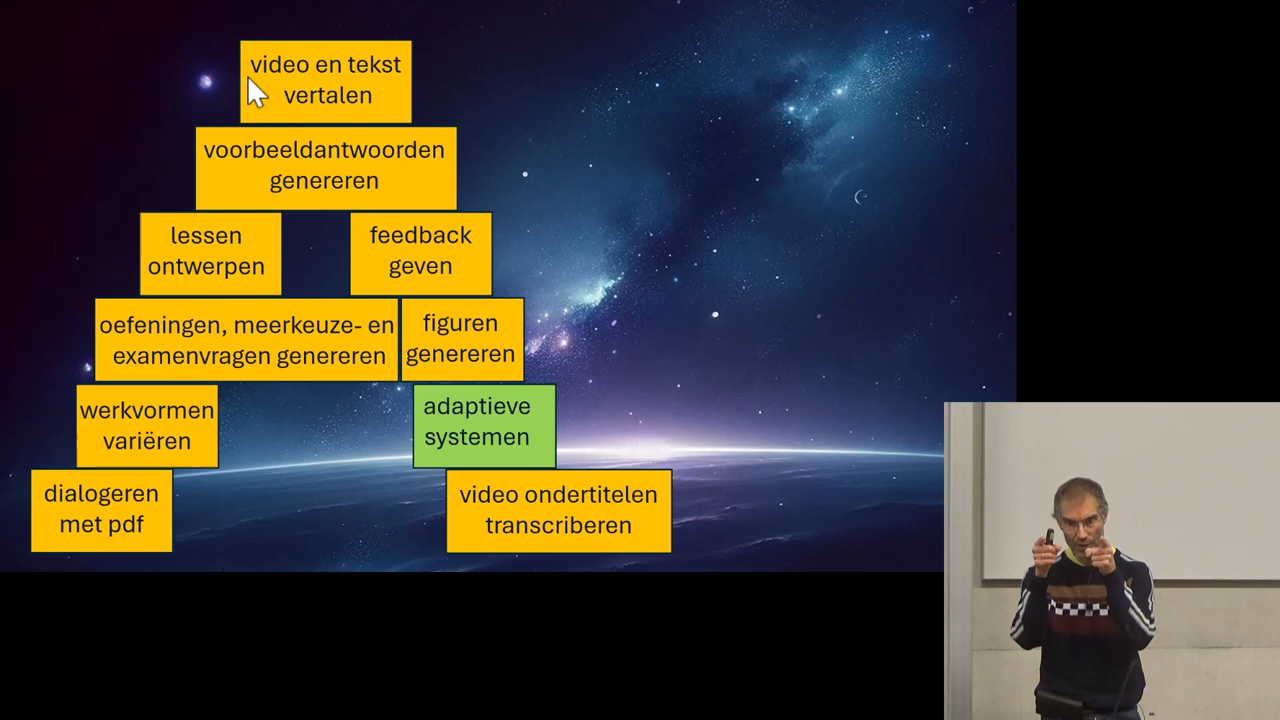 video en tekst
vertalen
voorbeeldantwoorden
genereren
lessen
ontwerpen
feedback
geven
oefeningen, meerkeuze- en
examenvragen genereren
figuren
genereren
werkvormen
variëren
adaptieve
systemen
dialogeren
met pdf
video ondertitelen
transcriberen